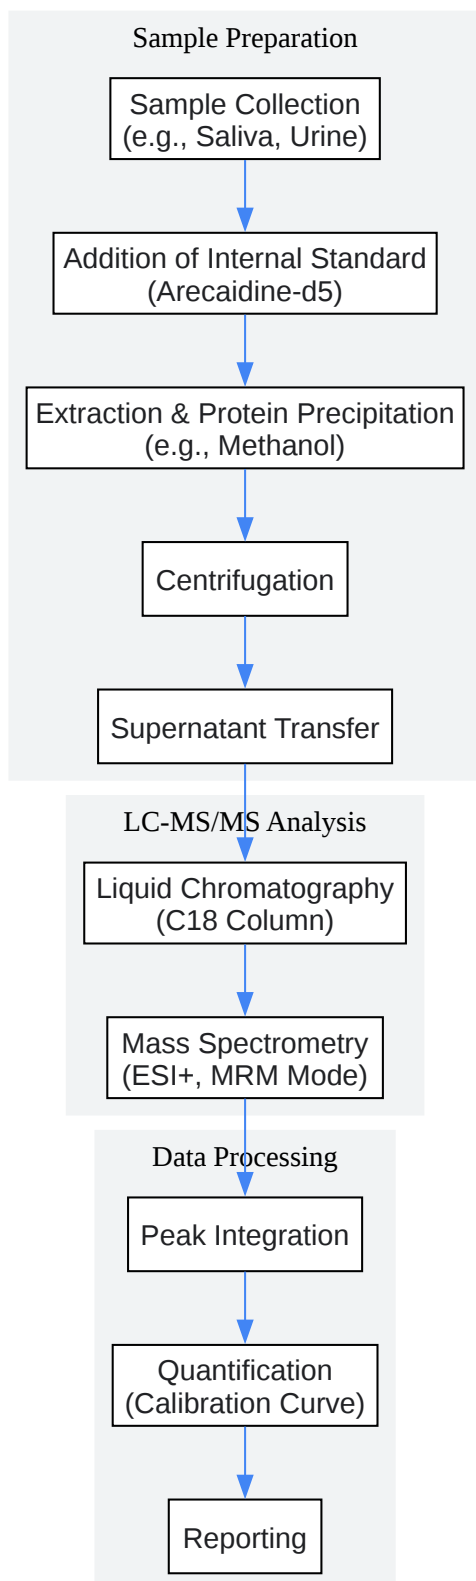 Sample Preparation
Sample Collection
(e.g., Saliva, Urine)
Addition of Internal Standard
(Arecaidine-d5)
Extraction & Protein Precipitation
(e.g., Methanol)
Centrifugation
Supernatant Transfer
LC-MS/MS Analysis
Liquid Chromatography
(C18 Column)
Mass Spectrometry
(ESI+, MRM Mode)
Data Processing
Peak Integration
Quantification
(Calibration Curve)
Reporting